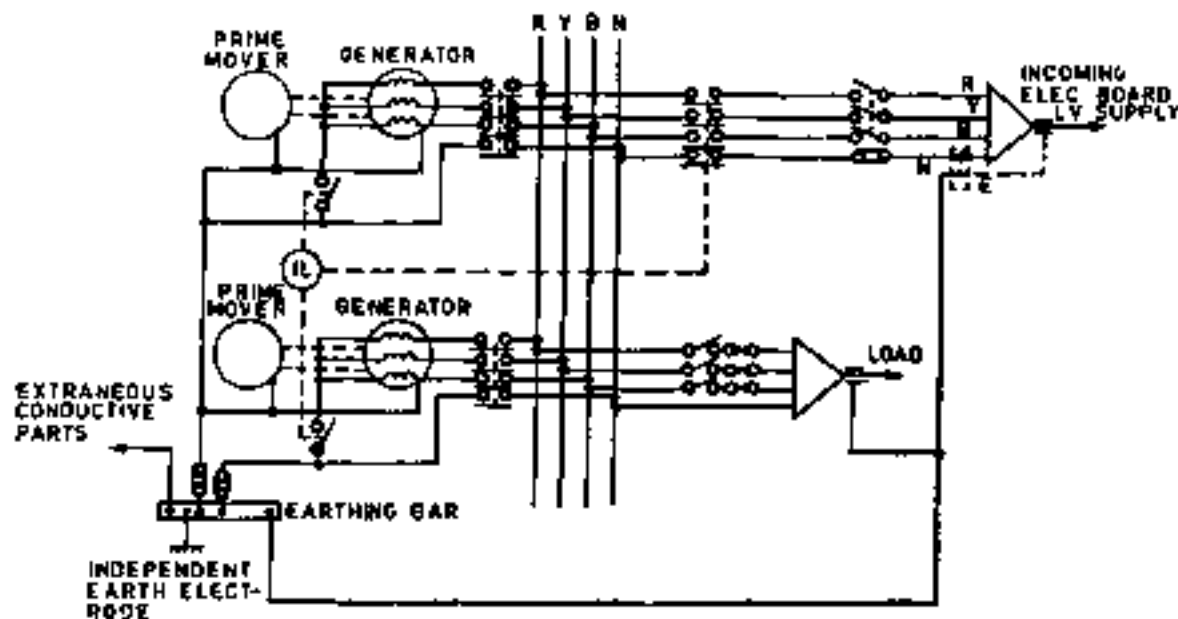 R Y B N
PRIME
MOVER
GENERATOR
INCOMING
ELEC BOARD
L.V. SUPPLY
R
Y
B
N
E
IL
PRIME
MOVER
GENERATOR
LOAD
EXTRANEOUS
CONDUCTIVE
PARTS
EARTHING BAR
INDEPENDENT
EARTH ELECT-
RODE